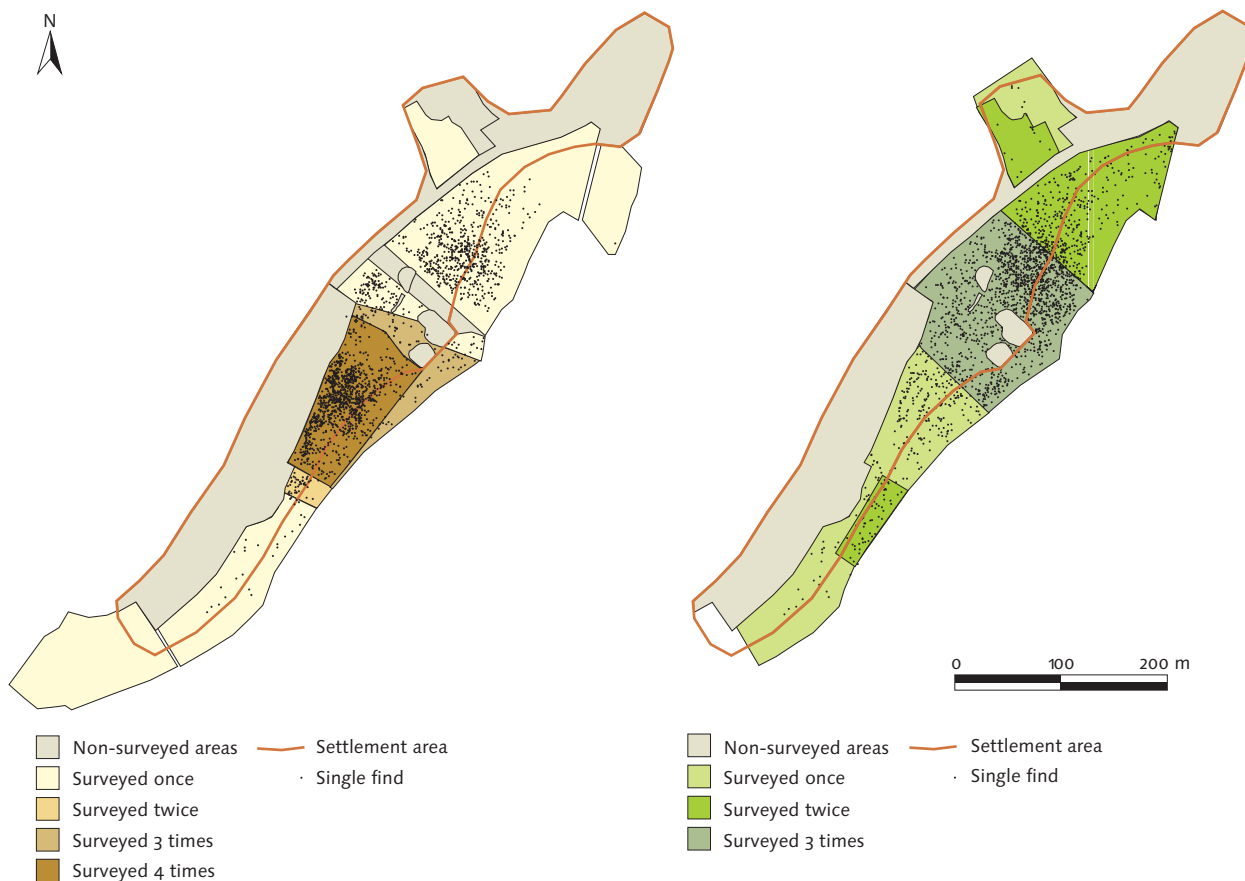 N
0 100 200 m
Non-surveyed areas
Surveyed once
Surveyed twice
Surveyed 3 times
Surveyed 4 times
Settlement area
Single find
Non-surveyed areas
Surveyed once
Surveyed twice
Surveyed 3 times
Settlement area
Single find